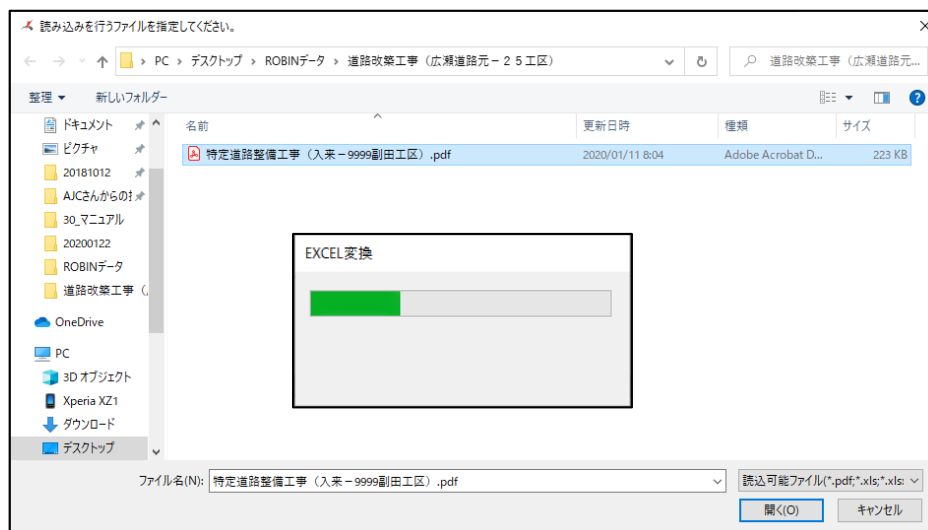 読み込みを行うファイルを指定してください。
PC › デスクトップ › ROBINデータ › 道路改築工事（広瀬道路元－２５工区）
道路改築工事（広瀬道路元...
整理
新しいフォルダー
ドキュメント
ピクチャ
20181012
AJCさんからの
30_マニュアル
20200122
ROBINデータ
道路改築工事（
OneDrive
PC
3D オブジェクト
Xperia XZ1
ダウンロード
デスクトップ
名前 更新日時 種類 サイズ
特定道路整備工事（入来－9999副田工区）.pdf 2020/01/11 8:04 Adobe Acrobat D... 223 KB
EXCEL変換
ファイル名(N): 特定道路整備工事（入来－9999副田工区）.pdf
読込可能ファイル(*.pdf;*.xls;*.xls:
開く(O) キャンセル